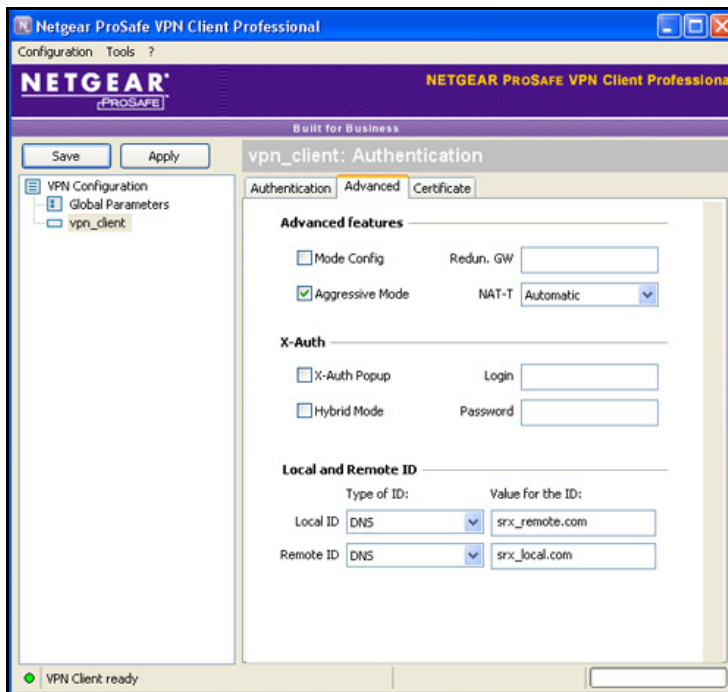 N Netgear ProSafe VPN Client Professional
Configuration Tools ?
NETGEAR
PROSAFE
NETGEAR PROSAFE VPN Client Professiona
Built for Business
Save Apply
vpn_client: Authentication
VPN Configuration
Global Parameters
vpn_client
Authentication Advanced Certificate
Advanced features
Mode Config Redun. GW
Aggressive Mode NAT-T Automatic
X-Auth
X-Auth Popup Login
Hybrid Mode Password
Local and Remote ID
Type of ID: Value for the ID:
Local ID DNS srx_remote.com
Remote ID DNS srx_local.com
VPN Client ready